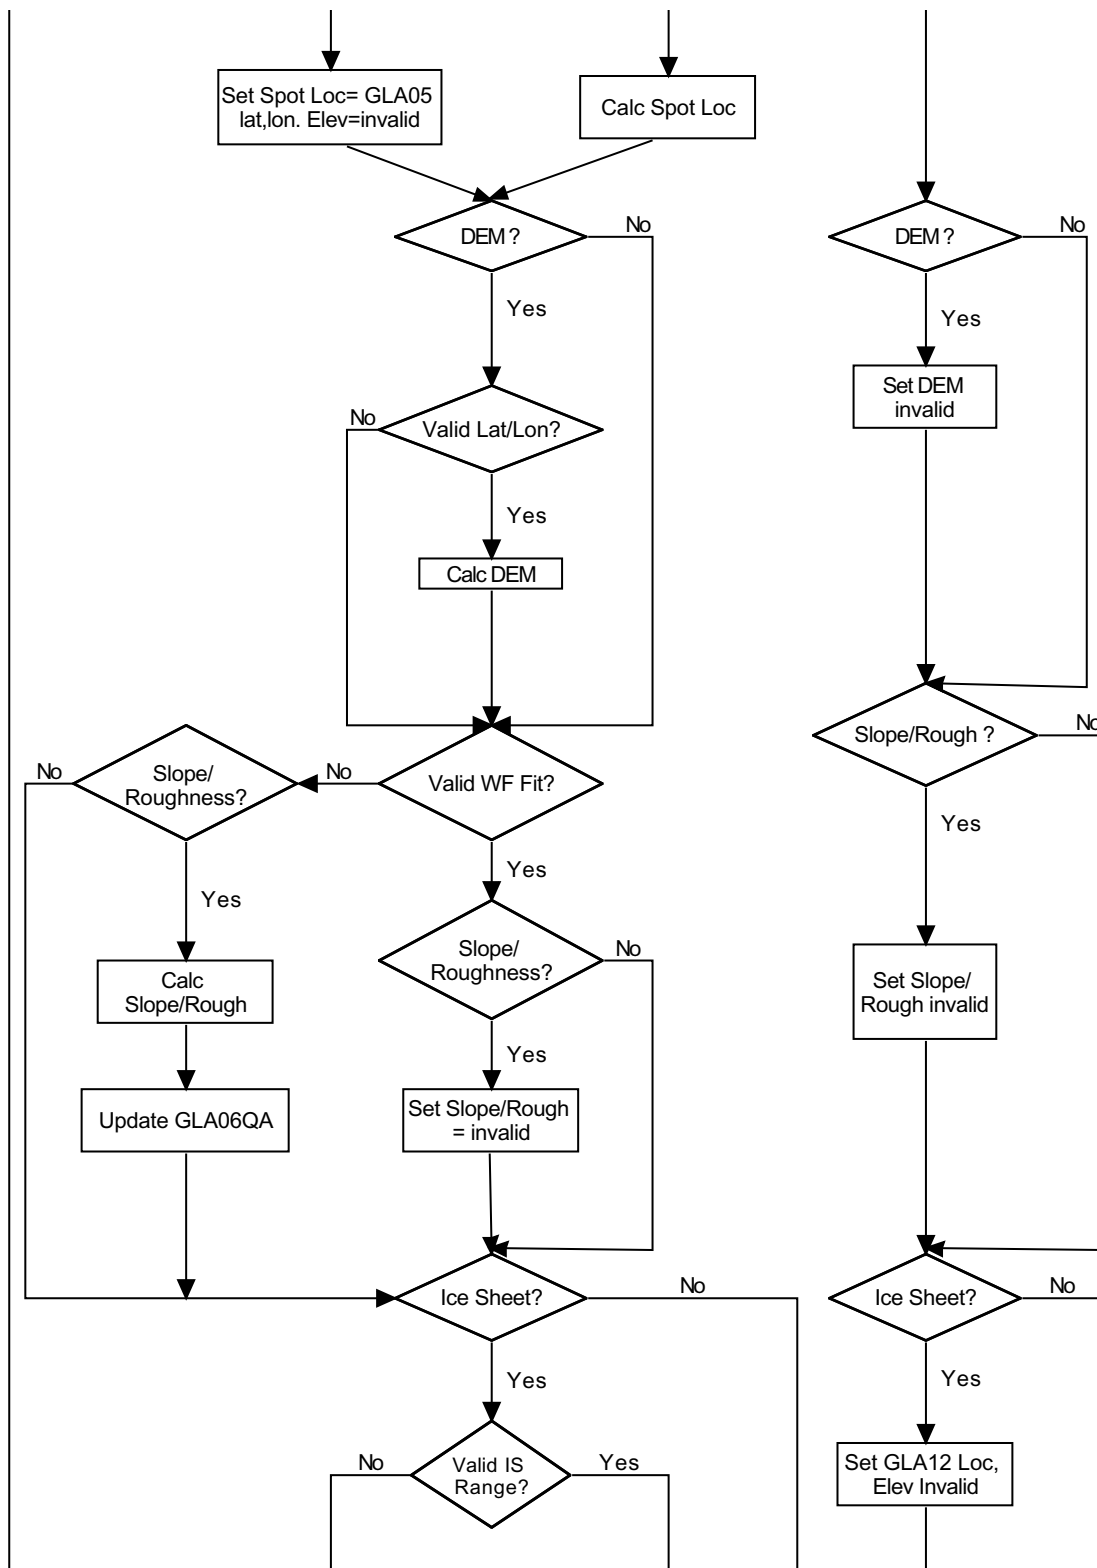 Set Spot Loc= GLA05
lat,lon. Elev=invalid
Calc Spot Loc
DEM ?
No
DEM ?
No
Yes
Yes
Set DEM
invalid
No
Valid Lat/Lon?
Yes
Calc DEM
Slope/Rough ?
No
No
Slope/
Roughness?
No
Valid WF Fit?
Yes
Yes
Yes
Slope/
Roughness?
No
Calc
Slope/Rough
Set Slope/
Rough invalid
Yes
Update GLA06QA
Set Slope/Rough
= invalid
Ice Sheet?
No
Ice Sheet?
No
Yes
Yes
No
Valid IS
Range?
Yes
Set GLA12 Loc,
Elev Invalid